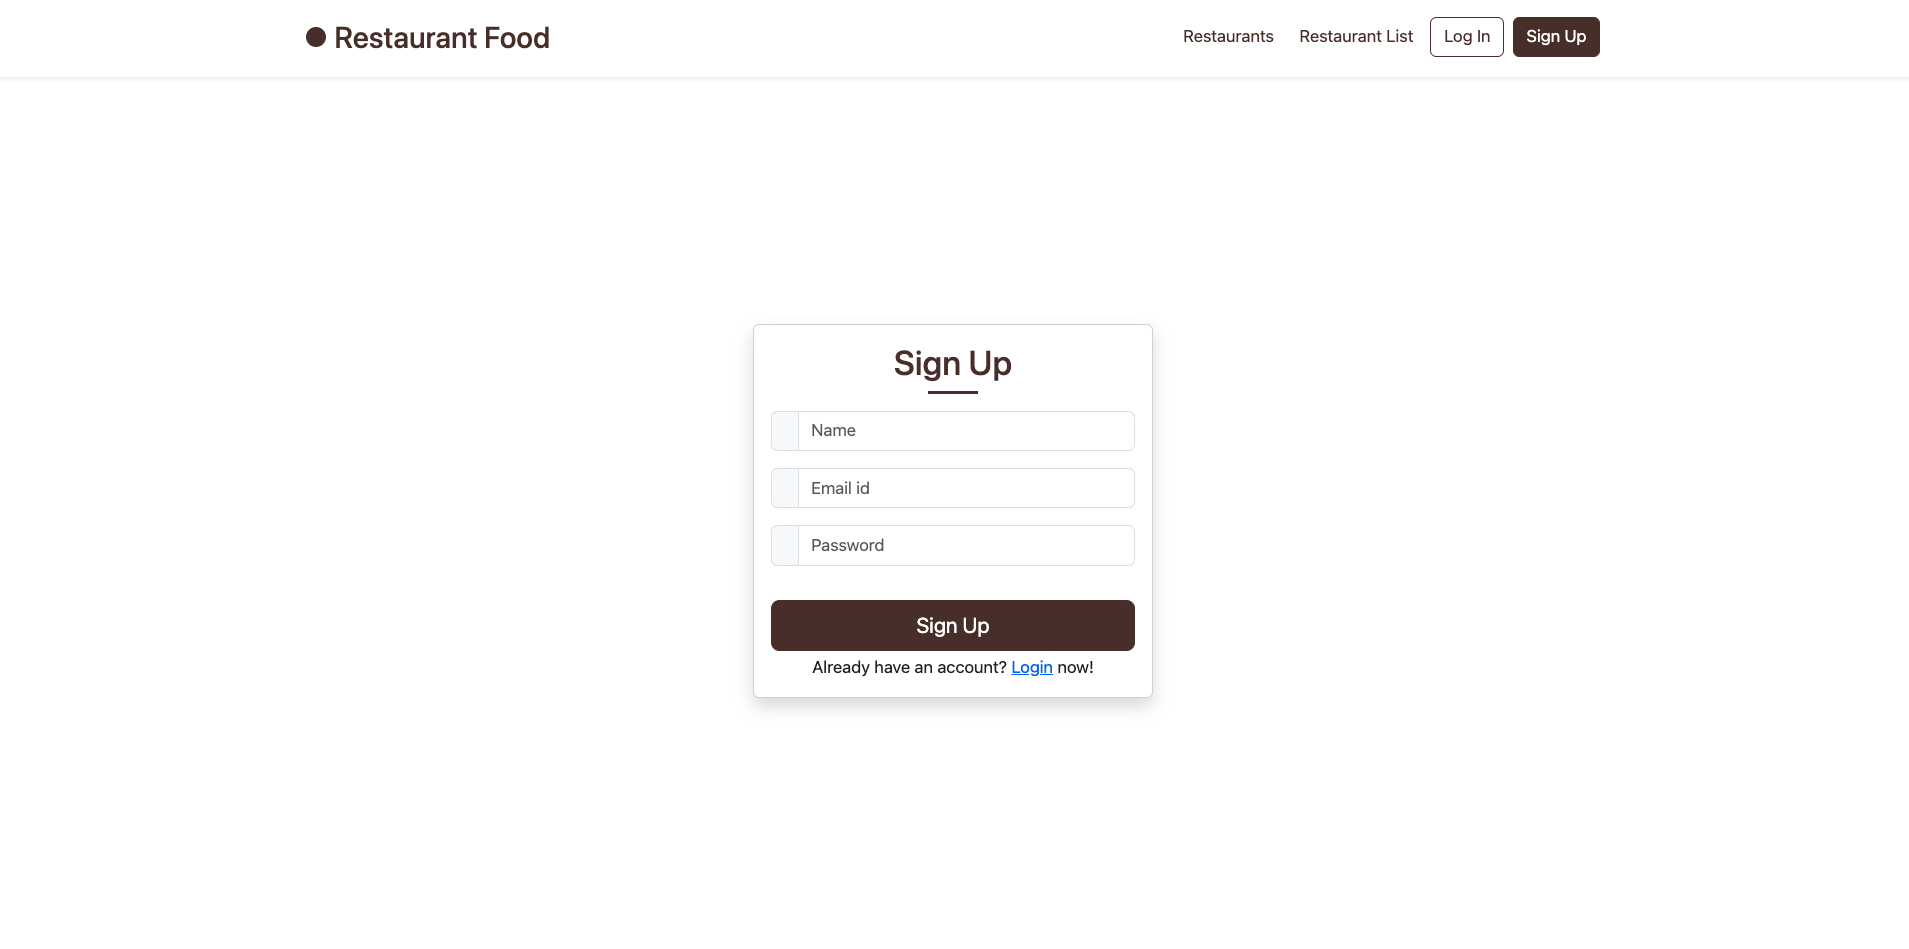 Restaurant Food
Restaurants Restaurant List Log In Sign Up
Sign Up
Name
Email id
Password
Sign Up
Already have an account? Login now!